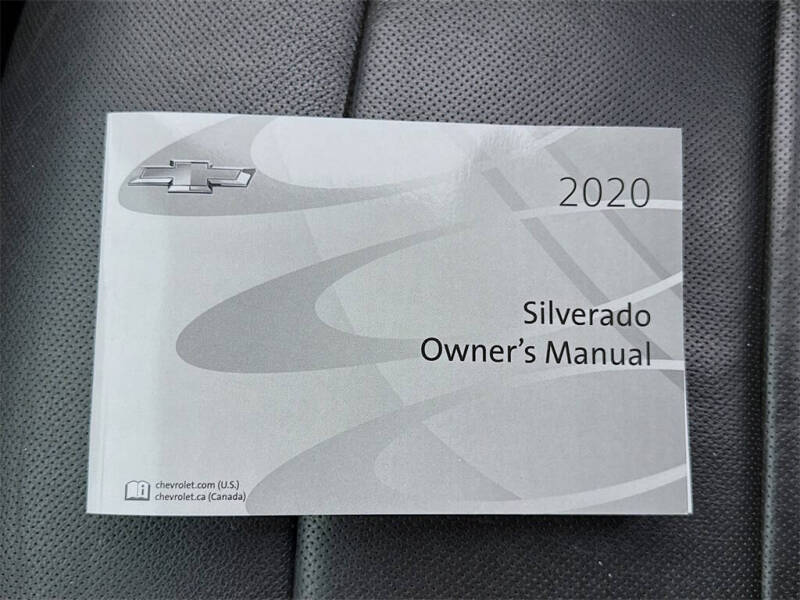 2020
Silverado
Owner's Manual
chevrolet.com (U.S.)
chevrolet.ca (Canada)